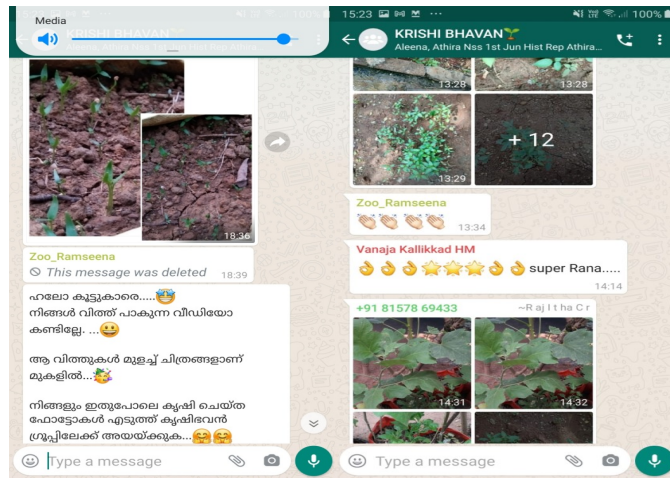 Media
KRISHI BHAVAN
18:36
Zoo_Ramseena
This message was deleted 18:39
ഹലോ കൂട്ടുകാരെ.....
നിങ്ങൾ വിത്ത് പാകുന്ന വീഡിയോ
കണ്ടില്ലേ. ...
ആ വിത്തുകൾ മുളച്ച് ചിത്രങ്ങളാണ്
മുകളിൽ...
നിങ്ങളും ഇതുപോലെ കൃഷി ചെയ്ത
ഫോട്ടോകൾ എടുത്ത് കൃഷിഭവൻ
ഗ്രൂപ്പിലേക്ക് അയയ്ക്കുക...
Type a message
15:23 ... 100%
KRISHI BHAVAN
Aleena, Athira Nss 1st Jun Hist Rep Athira...
13:28 13:28
+ 12
13:29
Zoo_Ramseena
13:34
Vanaja Kallikkad HM
super Rana.....
14:14
+91 81578 69433 ~R aj I t ha C r
14:31 14:32
Type a message